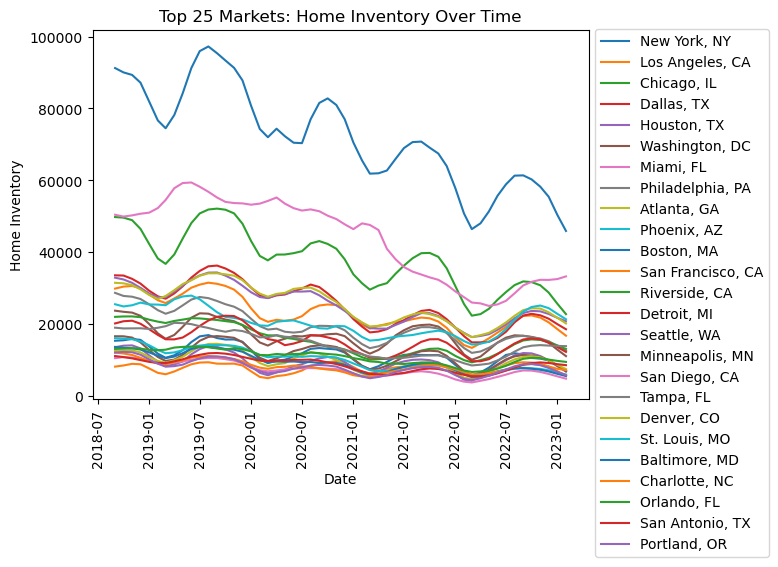 Top 25 Markets: Home Inventory Over Time
Home Inventory
100000
80000
60000
40000
20000
0
2018-07
2019-01
2019-07
2020-01
2020-07
2021-01
2021-07
2022-01
2022-07
2023-01
Date
New York, NY
Los Angeles, CA
Chicago, IL
Dallas, TX
Houston, TX
Washington, DC
Miami, FL
Philadelphia, PA
Atlanta, GA
Phoenix, AZ
Boston, MA
San Francisco, CA
Riverside, CA
Detroit, MI
Seattle, WA
Minneapolis, MN
San Diego, CA
Tampa, FL
Denver, CO
St. Louis, MO
Baltimore, MD
Charlotte, NC
Orlando, FL
San Antonio, TX
Portland, OR